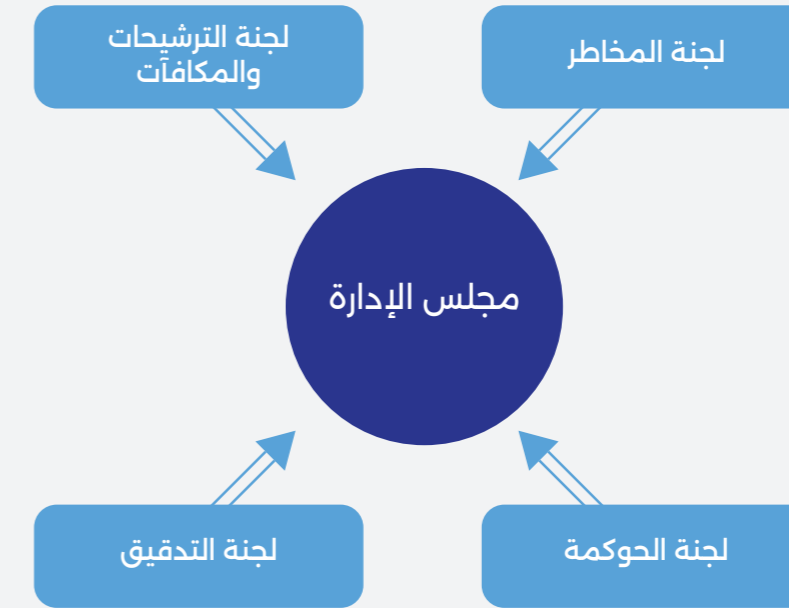 لجنة المخاطر
لجنة الترشيحات
والمكافآت
مجلس الإدارة
لجنة الحوكمة
لجنة التدقيق